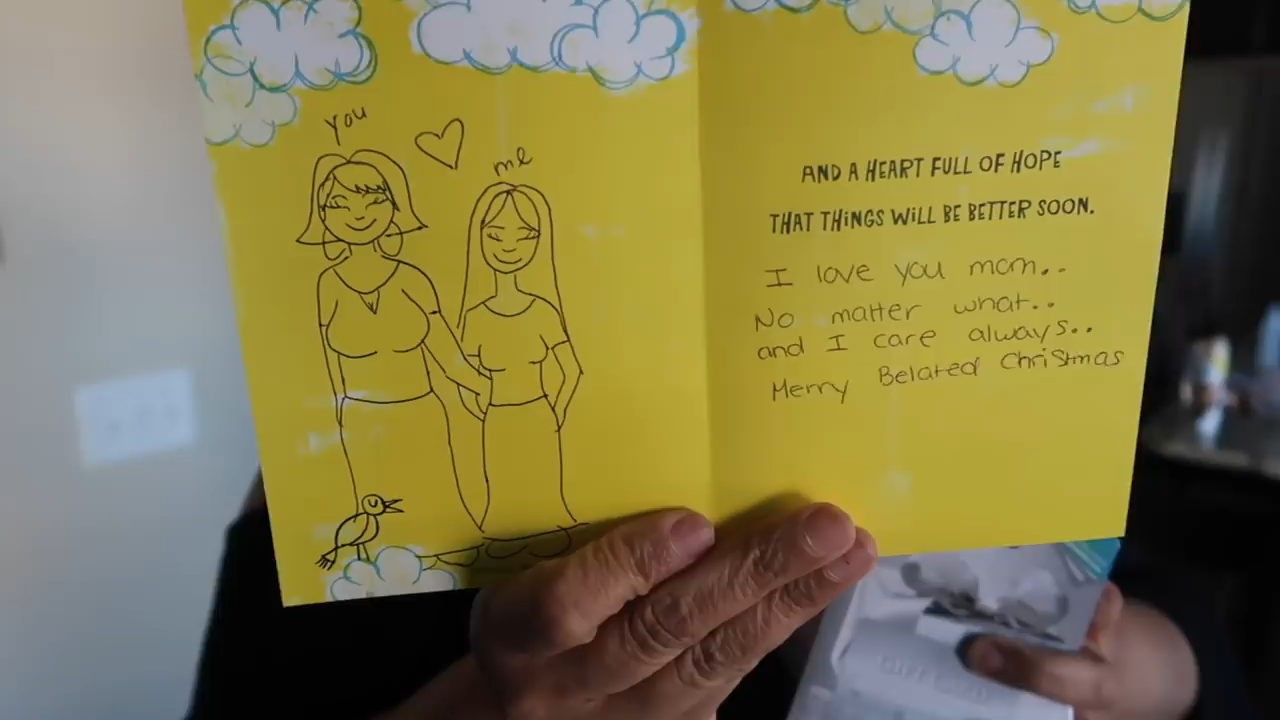 you
me
AND A HEART FULL OF HOPE
THAT THiNGS WiLL BE BETTER SOON.
I love you mom..
No matter what..
and I care always..
Merry Belated Christmas